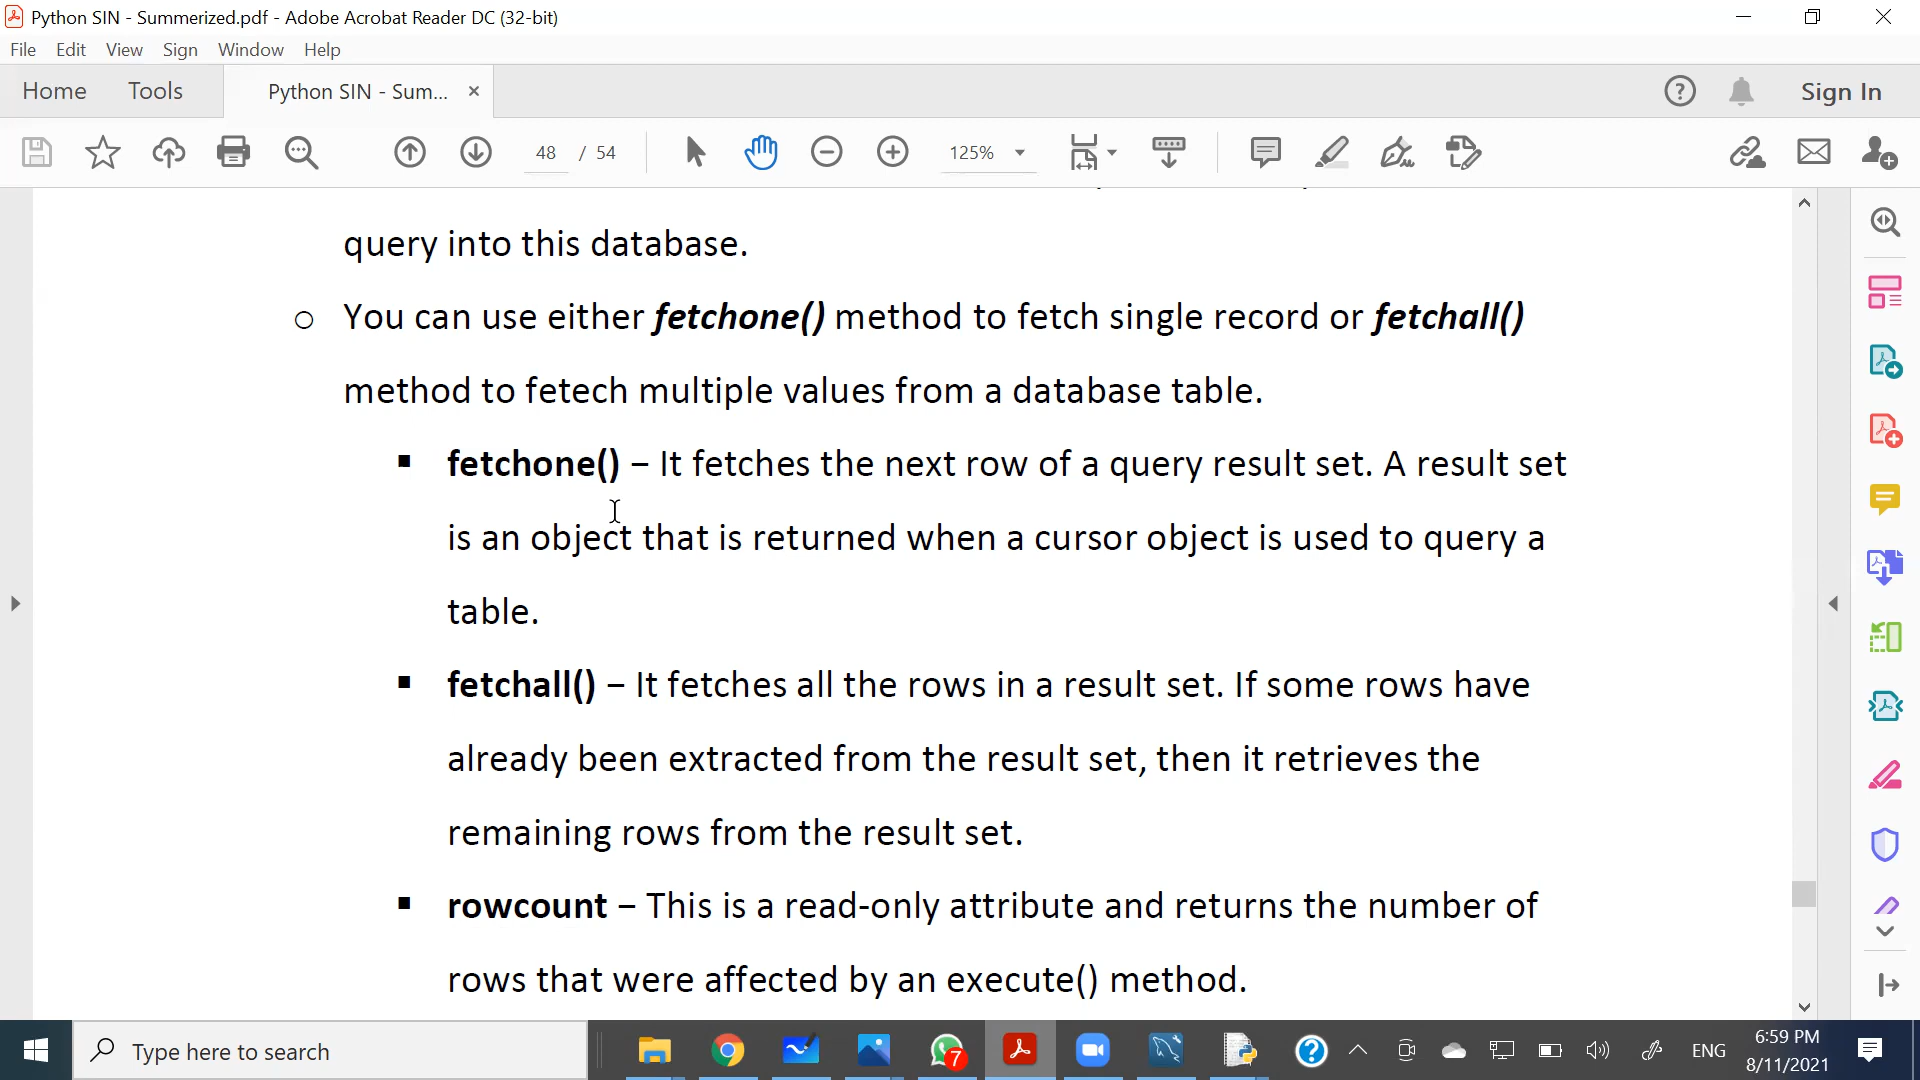 Python SIN - Summerized.pdf - Adobe Acrobat Reader DC (32-bit)
File Edit View Sign Window Help
Home Tools Python SIN - Sum... × Sign In
48 / 54 125%
query into this database.
o You can use either fetchone() method to fetch single record or fetchall()
method to fetech multiple values from a database table.
▪ fetchone() – It fetches the next row of a query result set. A result set
is an object that is returned when a cursor object is used to query a
table.
▪ fetchall() – It fetches all the rows in a result set. If some rows have
already been extracted from the result set, then it retrieves the
remaining rows from the result set.
▪ rowcount – This is a read-only attribute and returns the number of
rows that were affected by an execute() method.
Type here to search
7
ENG
6:59 PM
8/11/2021